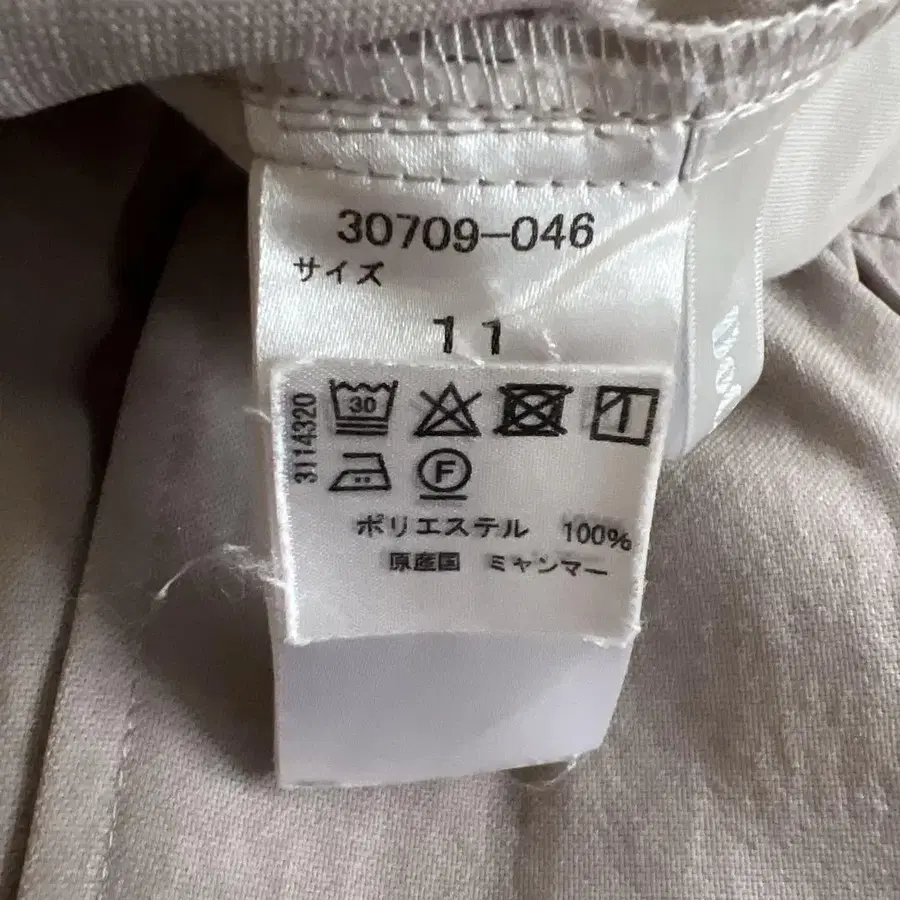 30709-046
サイズ
11
3114320
30
F
ポリエステル 100%
原産国 ミャンマー